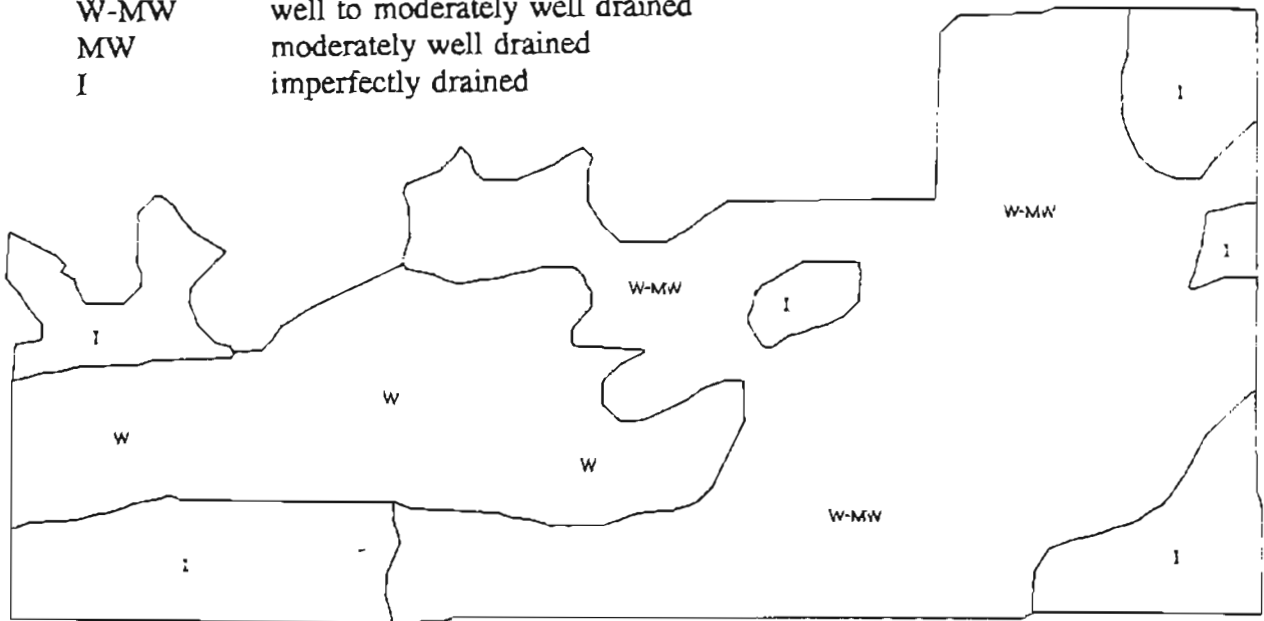 W-MW well to moderately well drained
MW moderately well drained
I imperfectly drained
I
W-MW
I
W-MW
I
I
W
W
W
W-MW
I
I